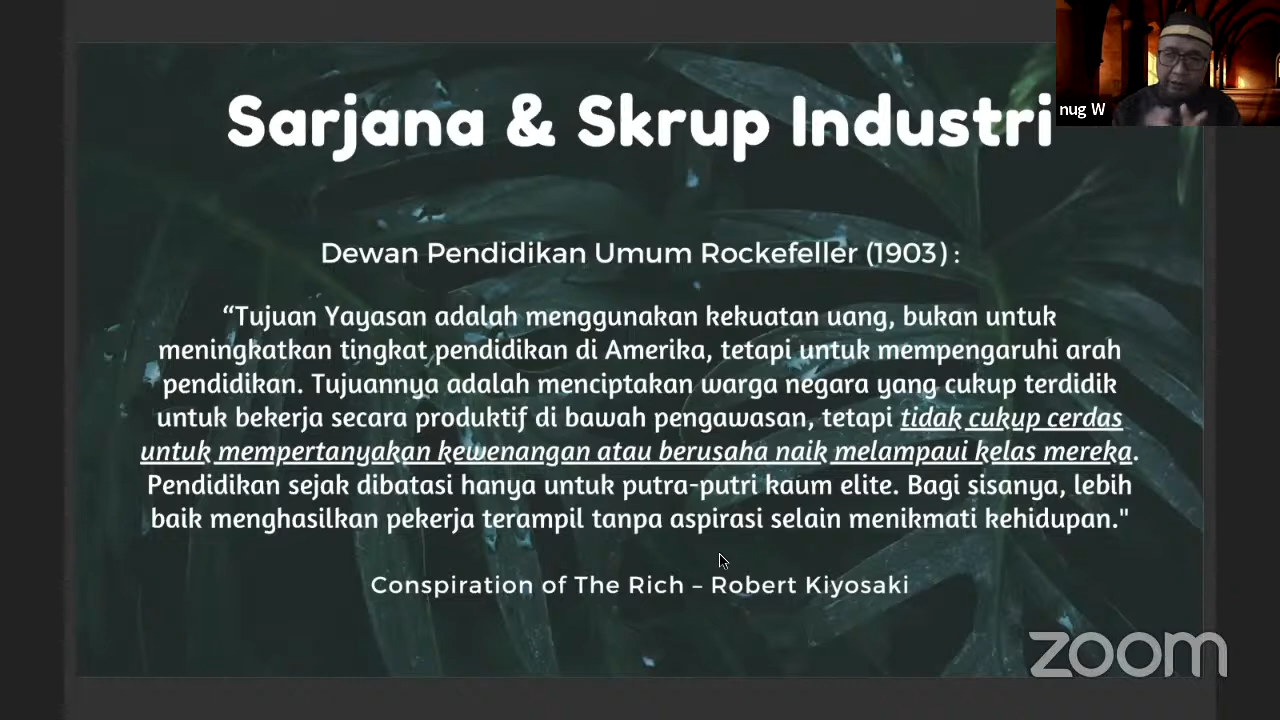 Sarjana & Skrup Industri
nug W
Dewan Pendidikan Umum Rockefeller (1903) :
“Tujuan Yayasan adalah menggunakan kekuatan uang, bukan untuk
meningkatkan tingkat pendidikan di Amerika, tetapi untuk mempengaruhi arah
pendidikan. Tujuannya adalah menciptakan warga negara yang cukup terdidik
untuk bekerja secara produktif di bawah pengawasan, tetapi tidak cukup cerdas
untuk mempertanyakan kewenangan atau berusaha naik melampaui kelas mereka.
Pendidikan sejak dibatasi hanya untuk putra-putri kaum elite. Bagi sisanya, lebih
baik menghasilkan pekerja terampil tanpa aspirasi selain menikmati kehidupan."
Conspiration of The Rich – Robert Kiyosaki
zoom